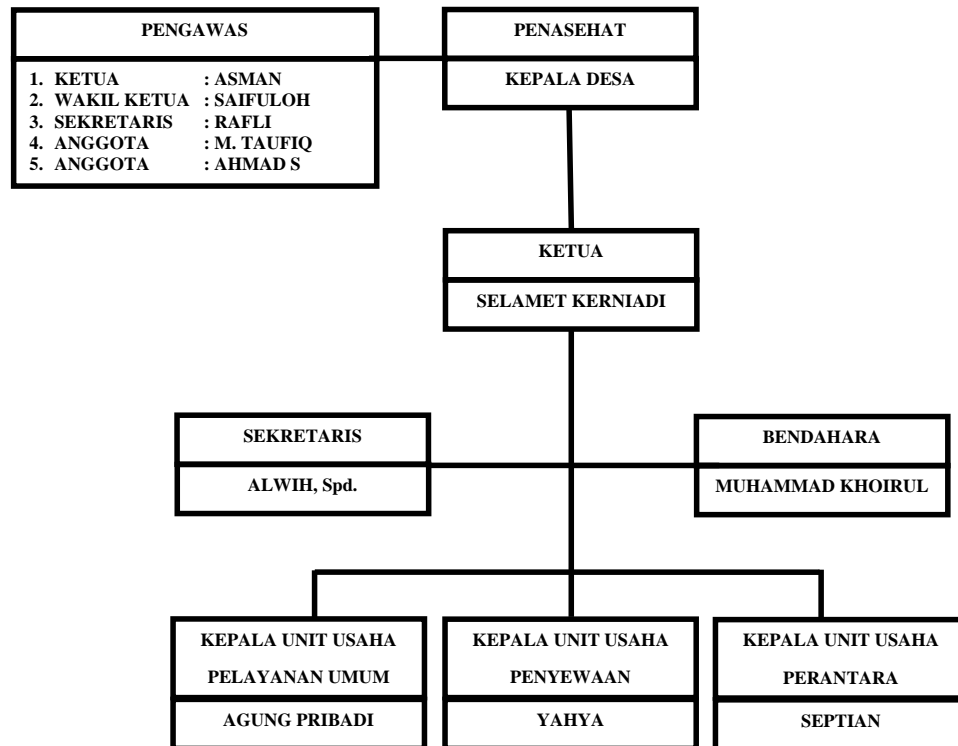 PENGAWAS
1. KETUA : ASMAN
2. WAKIL KETUA : SAIFULOH
3. SEKRETARIS : RAFLI
4. ANGGOTA : M. TAUFIQ
5. ANGGOTA : AHMAD S
PENASEHAT
KEPALA DESA
KETUA
SELAMET KERNIADI
SEKRETARIS
ALWIH, Spd.
BENDAHARA
MUHAMMAD KHOIRUL
KEPALA UNIT USAHA
PELAYANAN UMUM
AGUNG PRIBADI
KEPALA UNIT USAHA
PENYEWAAN
YAHYA
KEPALA UNIT USAHA
PERANTARA
SEPTIAN